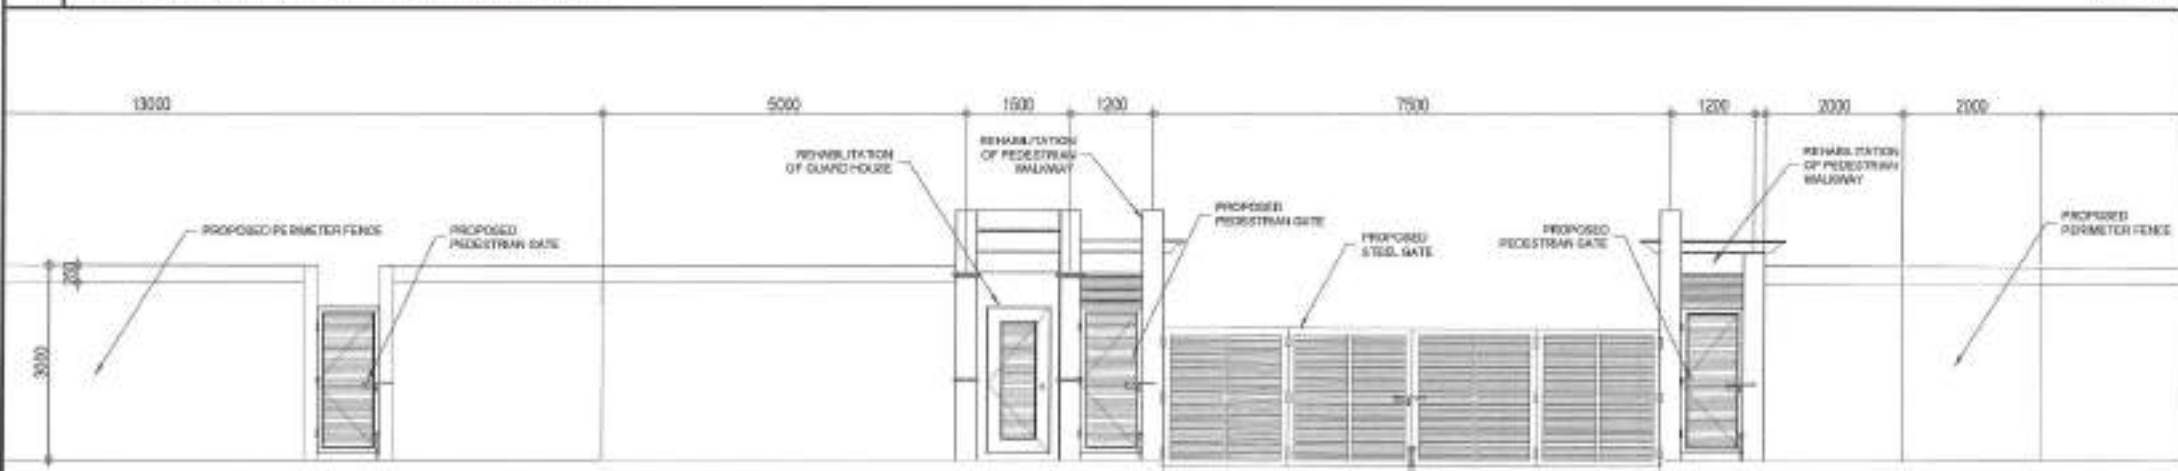 13000
5000
1500
1200
7500
1200
2000
2000
REHABILITATION
OF GUARD HOUSE
REHABILITATION
OF PEDESTRIAN
WALKWAY
REHABILITATION
OF PEDESTRIAN
WALKWAY
PROPOSED PERIMETER FENCE
PROPOSED
PEDESTRIAN GATE
PROPOSED
PEDESTRIAN GATE
PROPOSED
STEEL GATE
PROPOSED
PEDESTRIAN GATE
PROPOSED
PERIMETER FENCE
3000